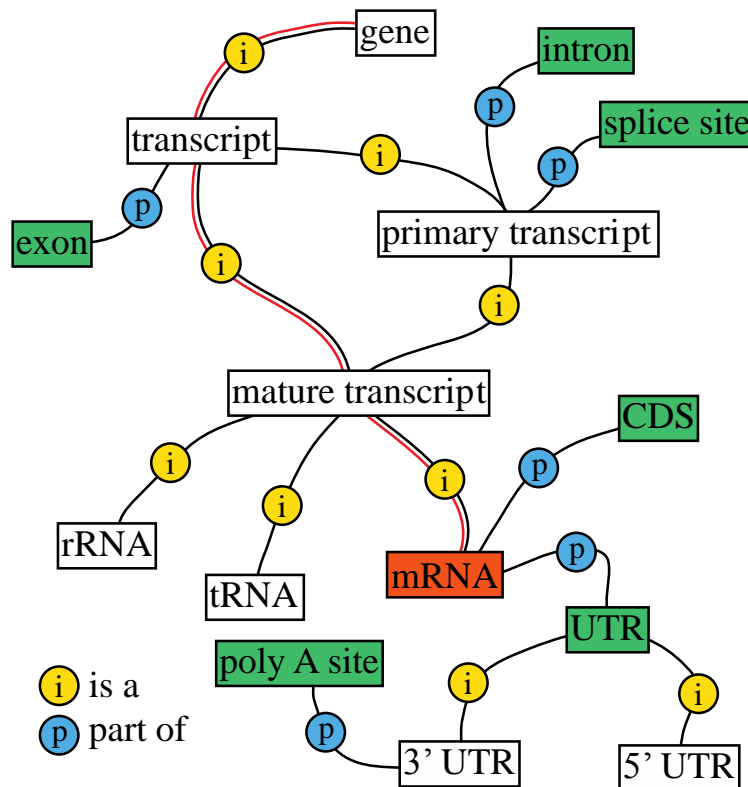 gene
i
intron
p
splice site
transcript
i
p
p
exon
primary transcript
i
i
mature transcript
CDS
i
i
i
p
rRNA
tRNA
mRNA
p
UTR
poly A site
i is a
i
i
p part of
p
3’ UTR
5’ UTR